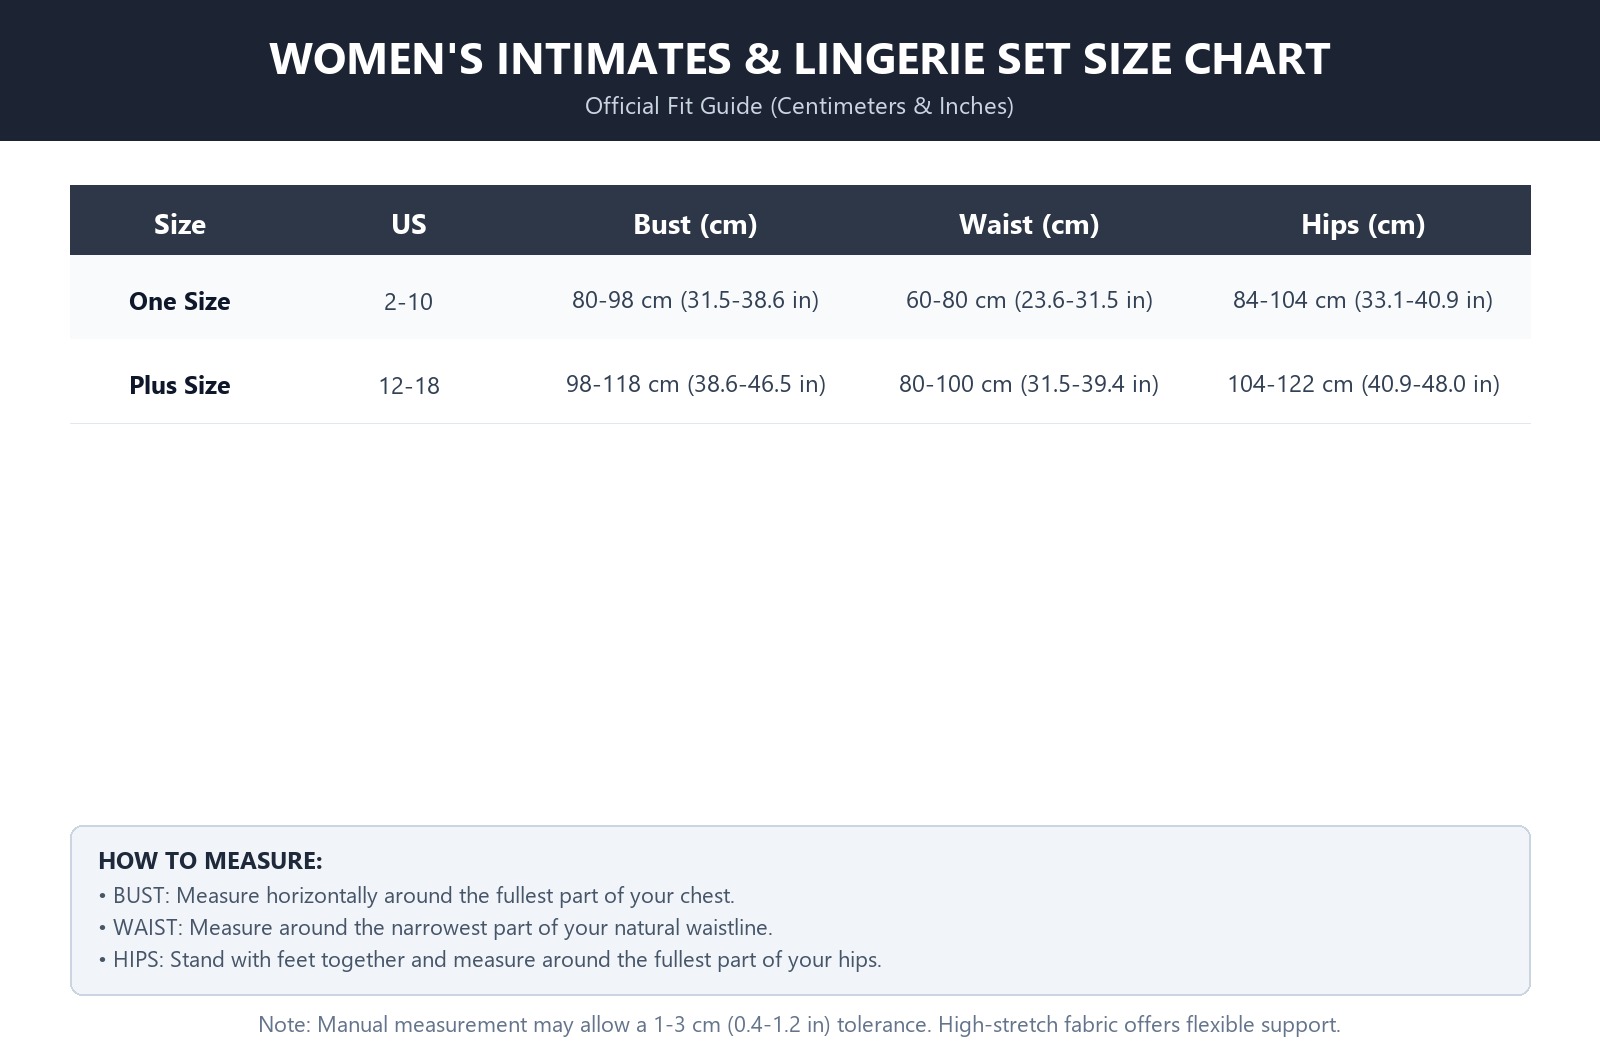 WOMEN'S INTIMATES & LINGERIE SET SIZE CHART
Official Fit Guide (Centimeters & Inches)
Size US Bust (cm) Waist (cm) Hips (cm)
One Size 2-10 80-98 cm (31.5-38.6 in) 60-80 cm (23.6-31.5 in) 84-104 cm (33.1-40.9 in)
Plus Size 12-18 98-118 cm (38.6-46.5 in) 80-100 cm (31.5-39.4 in) 104-122 cm (40.9-48.0 in)
HOW TO MEASURE:
• BUST: Measure horizontally around the fullest part of your chest.
• WAIST: Measure around the narrowest part of your natural waistline.
• HIPS: Stand with feet together and measure around the fullest part of your hips.
Note: Manual measurement may allow a 1-3 cm (0.4-1.2 in) tolerance. High-stretch fabric offers flexible support.